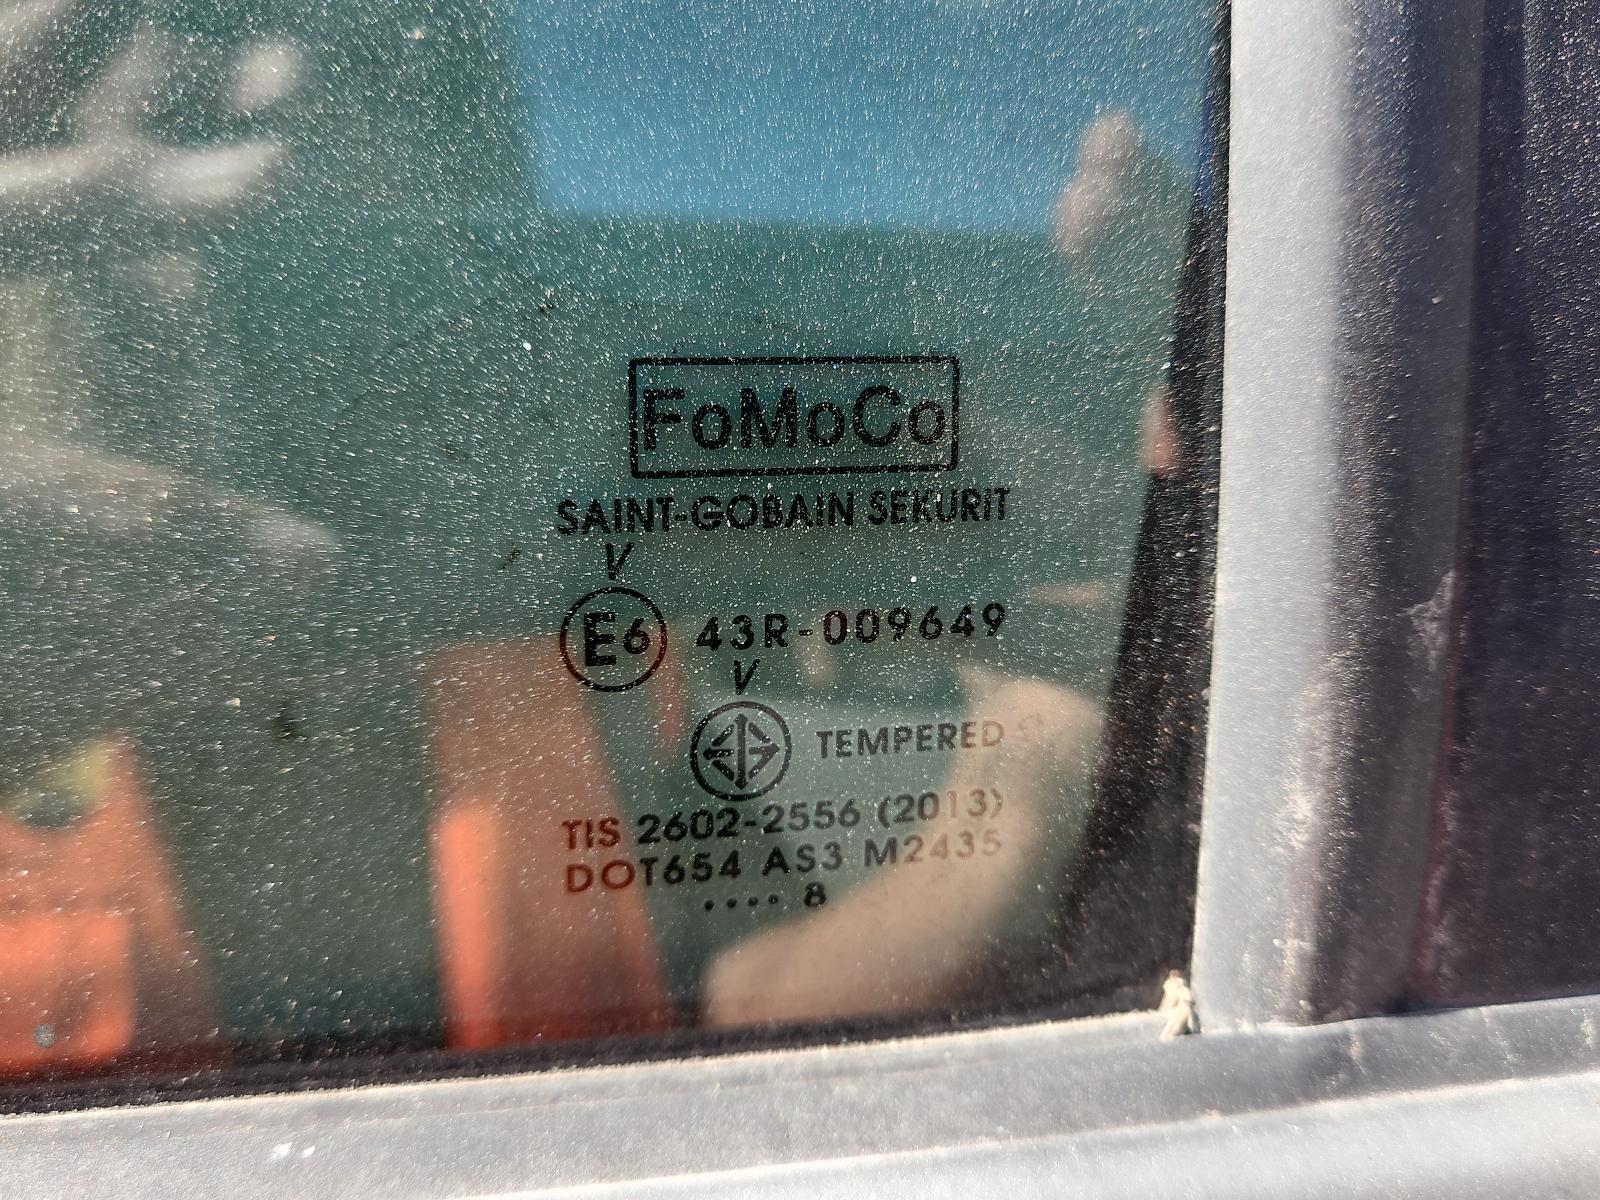 FoMoCo
SAINT-GOBAIN SEKURIT
V
E6 43R-009649
V
TEMPERED
TIS 2602-2556 (2013)
DOT654 AS3 M2435
.... 8